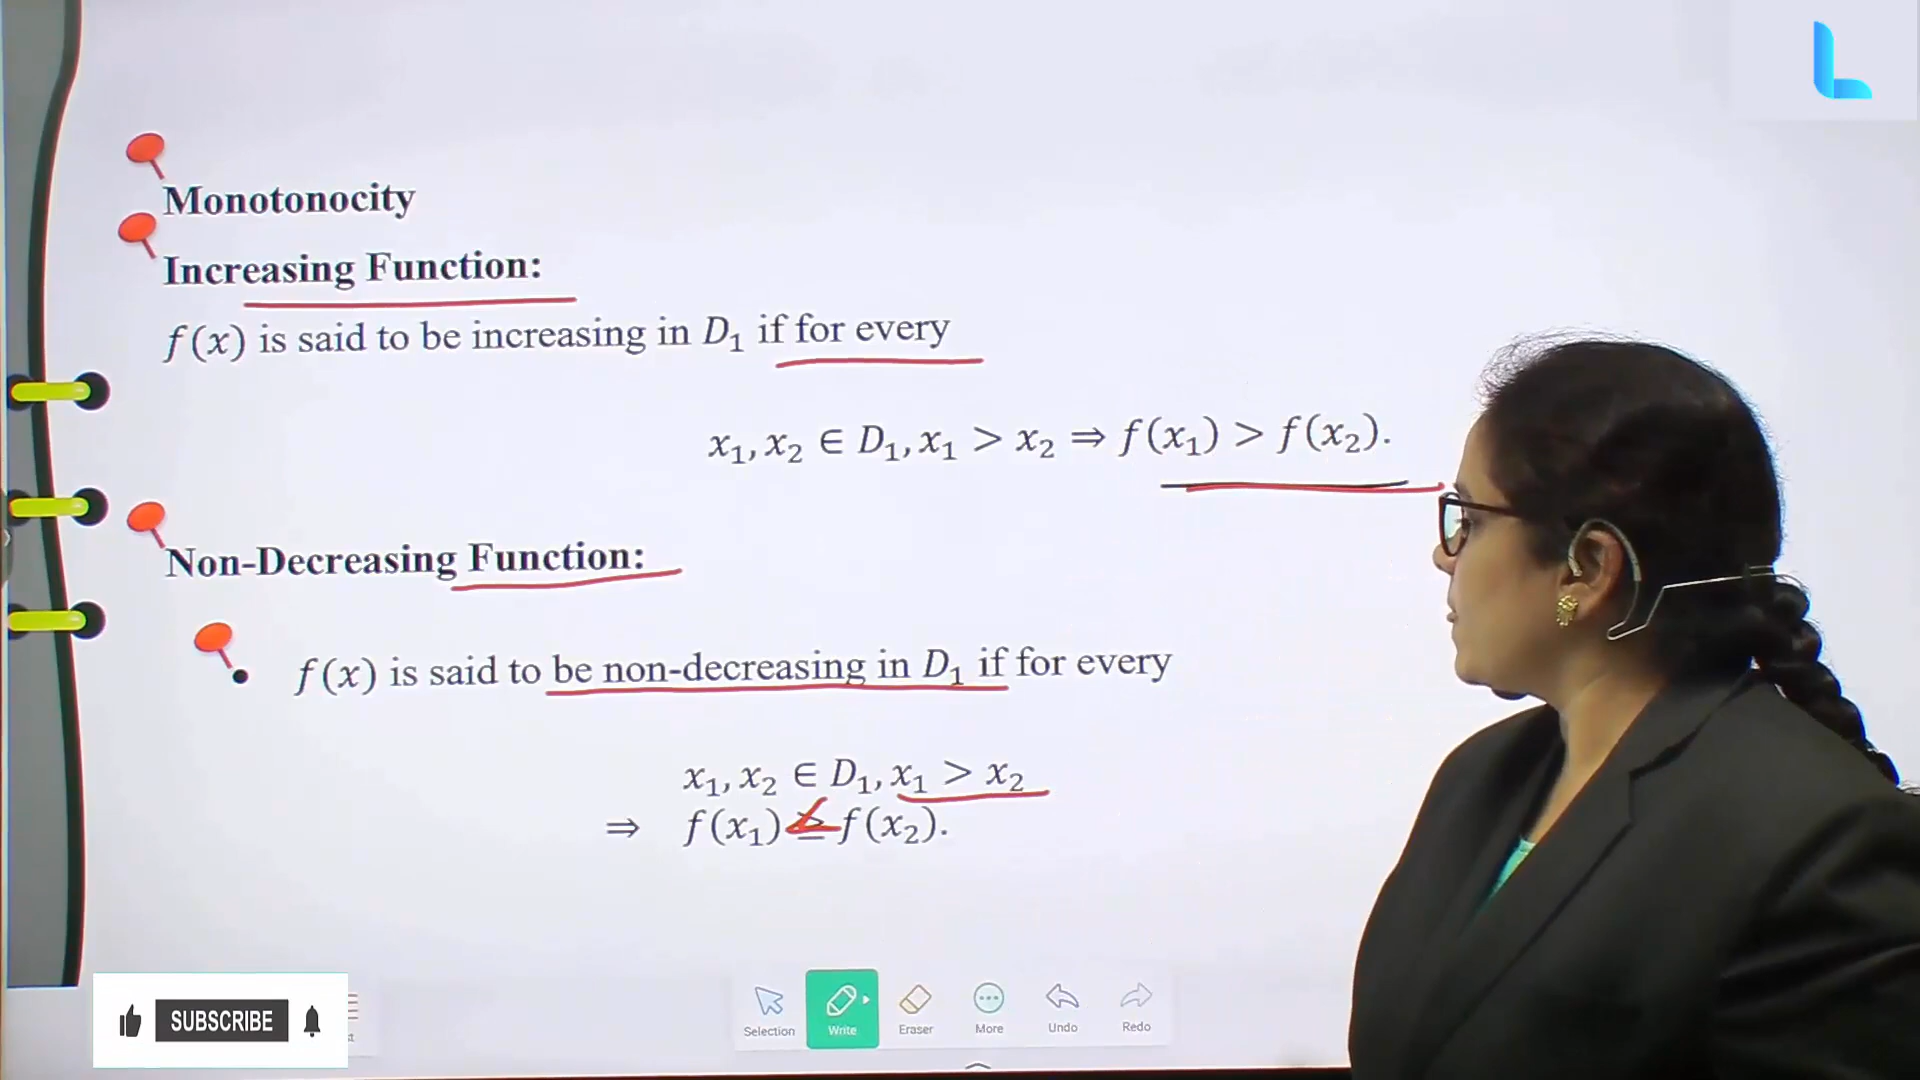 Monotonocity
Increasing Function:
f(x) is said to be increasing in D₁ if for every
x₁, x₂ ∈ D₁, x₁ > x₂ ⇒ f(x₁) > f(x₂).
Non-Decreasing Function:
• f(x) is said to be non-decreasing in D₁ if for every
x₁, x₂ ∈ D₁, x₁ > x₂
⇒ f(x₁) ≥ f(x₂).
SUBSCRIBE
Selection Write Eraser More Undo Redo